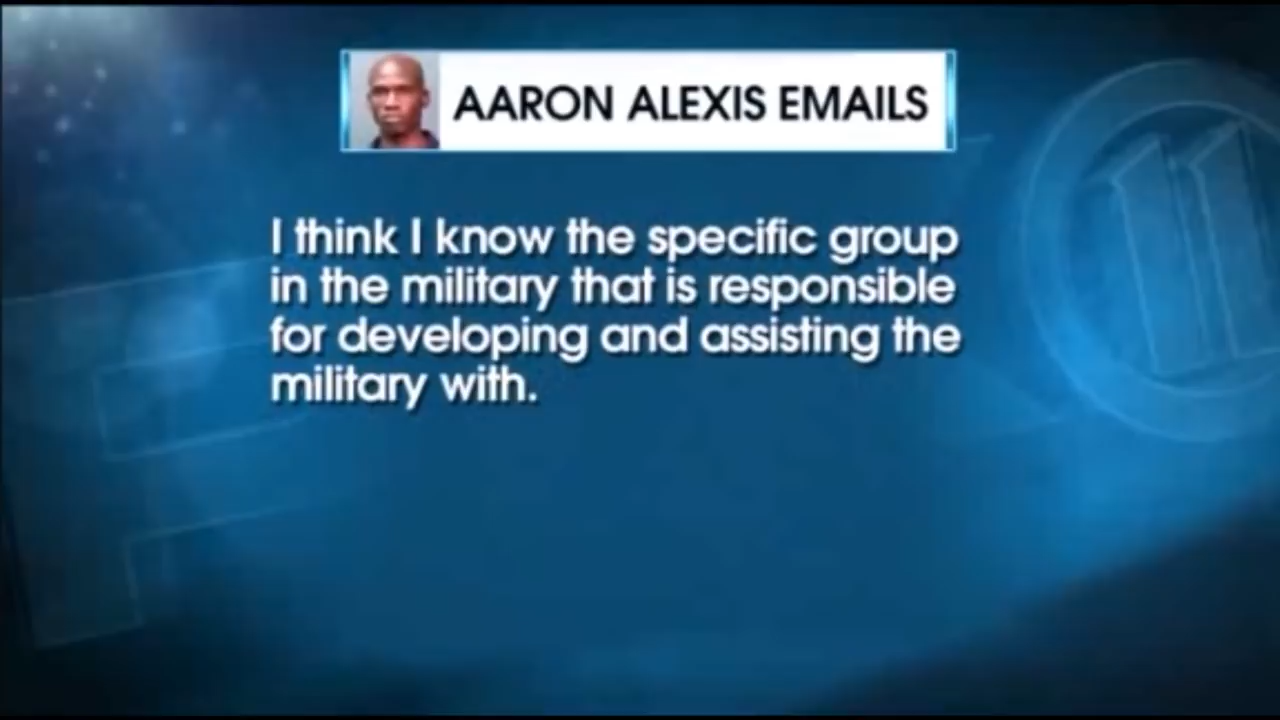 AARON ALEXIS EMAILS
I think I know the specific group
in the military that is responsible
for developing and assisting the
military with.
11